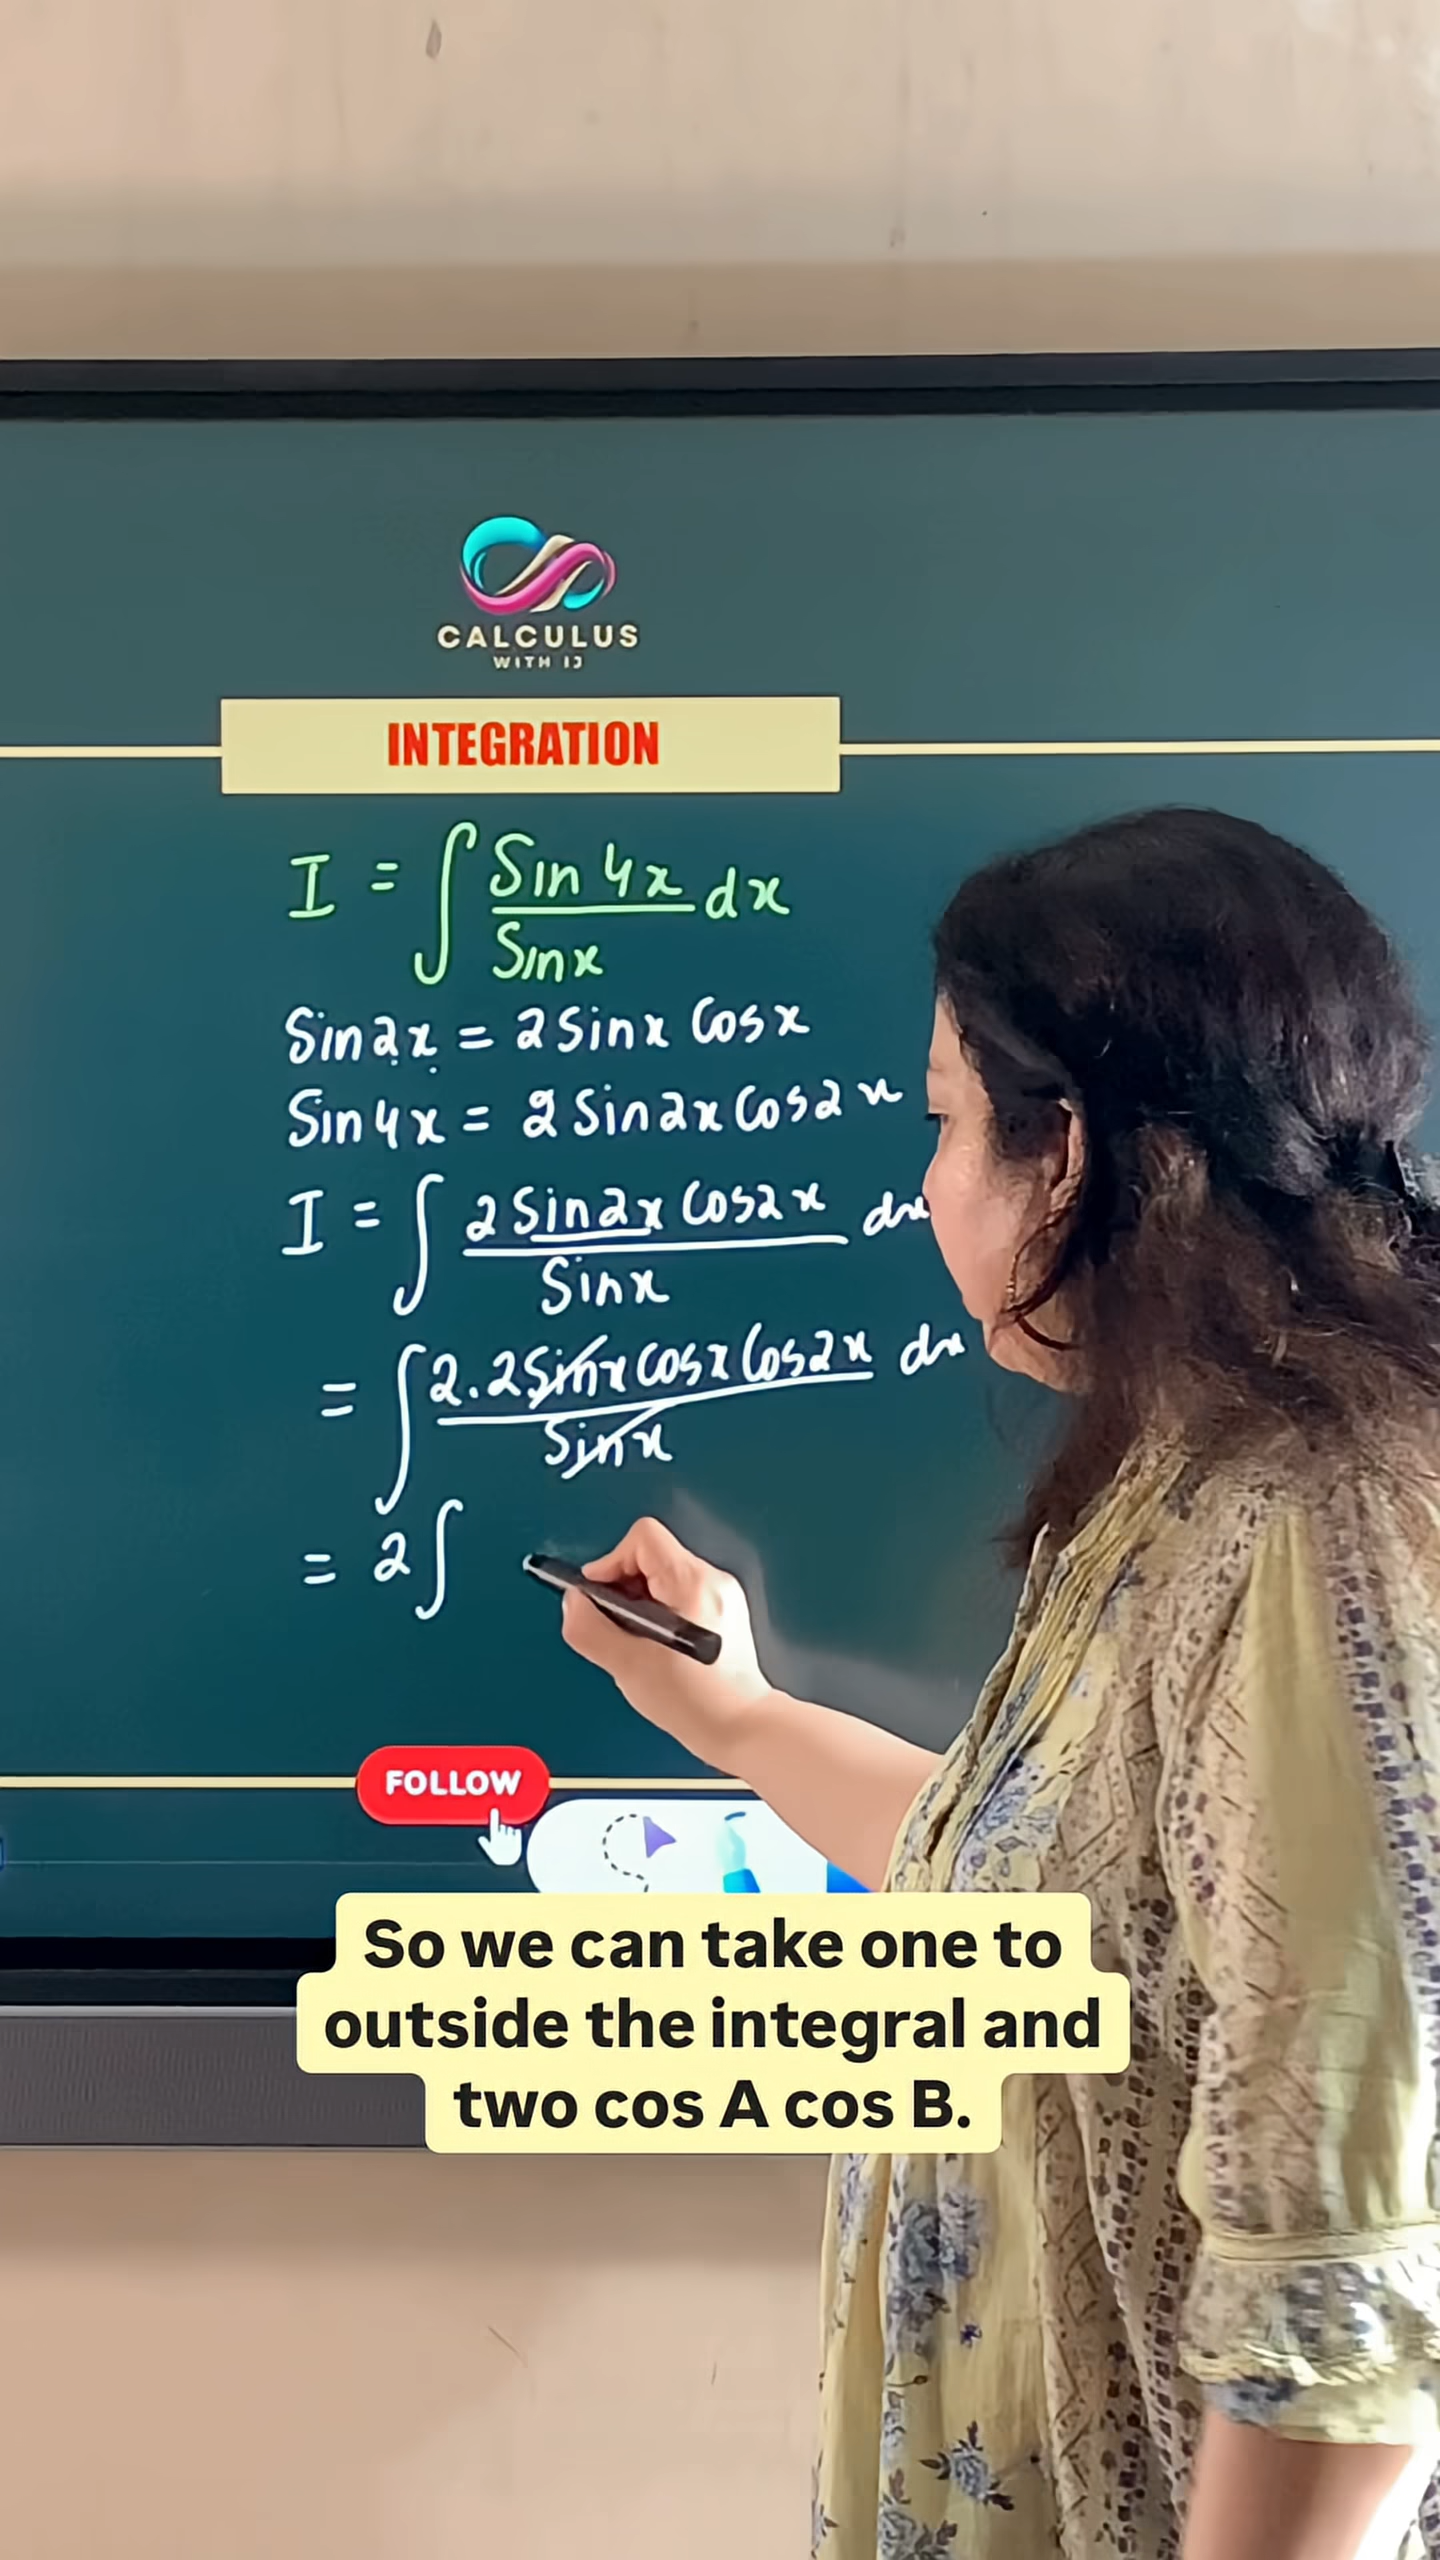 CALCULUS
WITH IJ
INTEGRATION
I = ∫ Sin 4x / Sinx dx
Sin2x = 2 Sinx Cosx
Sin4x = 2 Sin2x Cos2x
I = ∫ 2 Sin2x Cos2x / Sinx dx
= ∫ 2.2Sinx Cosx Cos2x / Sinx dx
= 2 ∫
FOLLOW
So we can take one to
outside the integral and
two cos A cos B.